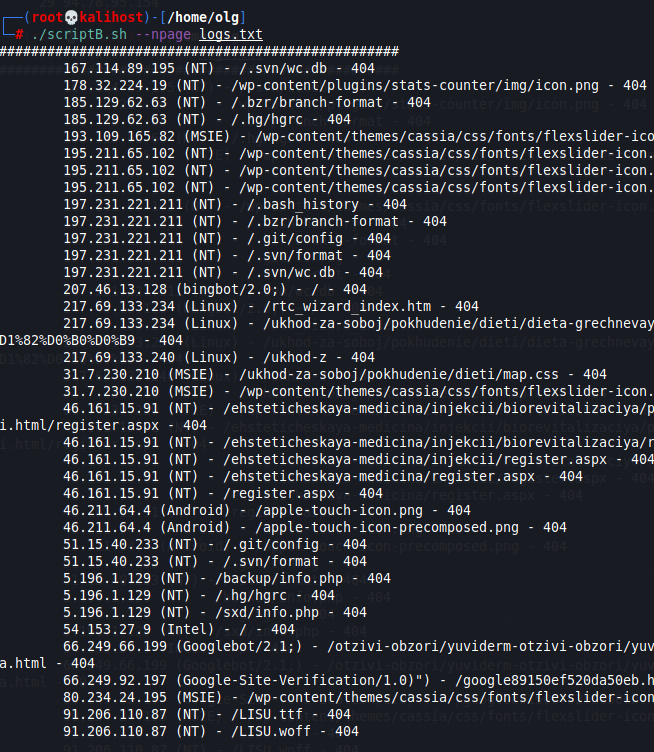 ┌──(root💀kalihost)-[/home/olg]
└─# ./scriptB.sh --npage logs.txt
##################################################
167.114.89.195 (NT) - /.svn/wc.db - 404
178.32.224.19 (NT) - /wp-content/plugins/stats-counter/img/icon.png - 404
185.129.62.63 (NT) - /.bzr/branch-format - 404
185.129.62.63 (NT) - /.hg/hgrc - 404
193.109.165.82 (MSIE) - /wp-content/themes/cassia/css/fonts/flexslider-ico
195.211.65.102 (NT) - /wp-content/themes/cassia/css/fonts/flexslider-icon.
195.211.65.102 (NT) - /wp-content/themes/cassia/css/fonts/flexslider-icon.
195.211.65.102 (NT) - /wp-content/themes/cassia/css/fonts/flexslider-icon.
197.231.221.211 (NT) - /.bash_history - 404
197.231.221.211 (NT) - /.bzr/branch-format - 404
197.231.221.211 (NT) - /.git/config - 404
197.231.221.211 (NT) - /.svn/format - 404
197.231.221.211 (NT) - /.svn/wc.db - 404
207.46.13.128 (bingbot/2.0;) - / - 404
217.69.133.234 (Linux) - /rtc_wizard_index.htm - 404
217.69.133.234 (Linux) - /ukhod-za-soboj/pokhudenie/dieti/dieta-grechnevay
D1%82%D0%B0%D0%B9 - 404
217.69.133.240 (Linux) - /ukhod-z - 404
31.7.230.210 (MSIE) - /ukhod-za-soboj/pokhudenie/dieti/map.css - 404
31.7.230.210 (MSIE) - /wp-content/themes/cassia/css/fonts/flexslider-icon.
46.161.15.91 (NT) - /ehsteticheskaya-medicina/injekcii/biorevitalizaciya/p
i.html/register.aspx - 404
46.161.15.91 (NT) - /ehsteticheskaya-medicina/injekcii/biorevitalizaciya/r
46.161.15.91 (NT) - /ehsteticheskaya-medicina/injekcii/register.aspx - 404
46.161.15.91 (NT) - /ehsteticheskaya-medicina/register.aspx - 404
46.161.15.91 (NT) - /register.aspx - 404
46.211.64.4 (Android) - /apple-touch-icon.png - 404
46.211.64.4 (Android) - /apple-touch-icon-precomposed.png - 404
51.15.40.233 (NT) - /.git/config - 404
51.15.40.233 (NT) - /.svn/format - 404
5.196.1.129 (NT) - /backup/info.php - 404
5.196.1.129 (NT) - /.hg/hgrc - 404
5.196.1.129 (NT) - /sxd/info.php - 404
54.153.27.9 (Intel) - / - 404
66.249.66.199 (Googlebot/2.1;) - /otzivi-obzori/yuviderm-otzivi-obzori/yuv
a.html - 404
66.249.92.197 (Google-Site-Verification/1.0)") - /google89150ef520da50eb.h
80.234.24.195 (MSIE) - /wp-content/themes/cassia/css/fonts/flexslider-icon
91.206.110.87 (NT) - /LISU.ttf - 404
91.206.110.87 (NT) - /LISU.woff - 404